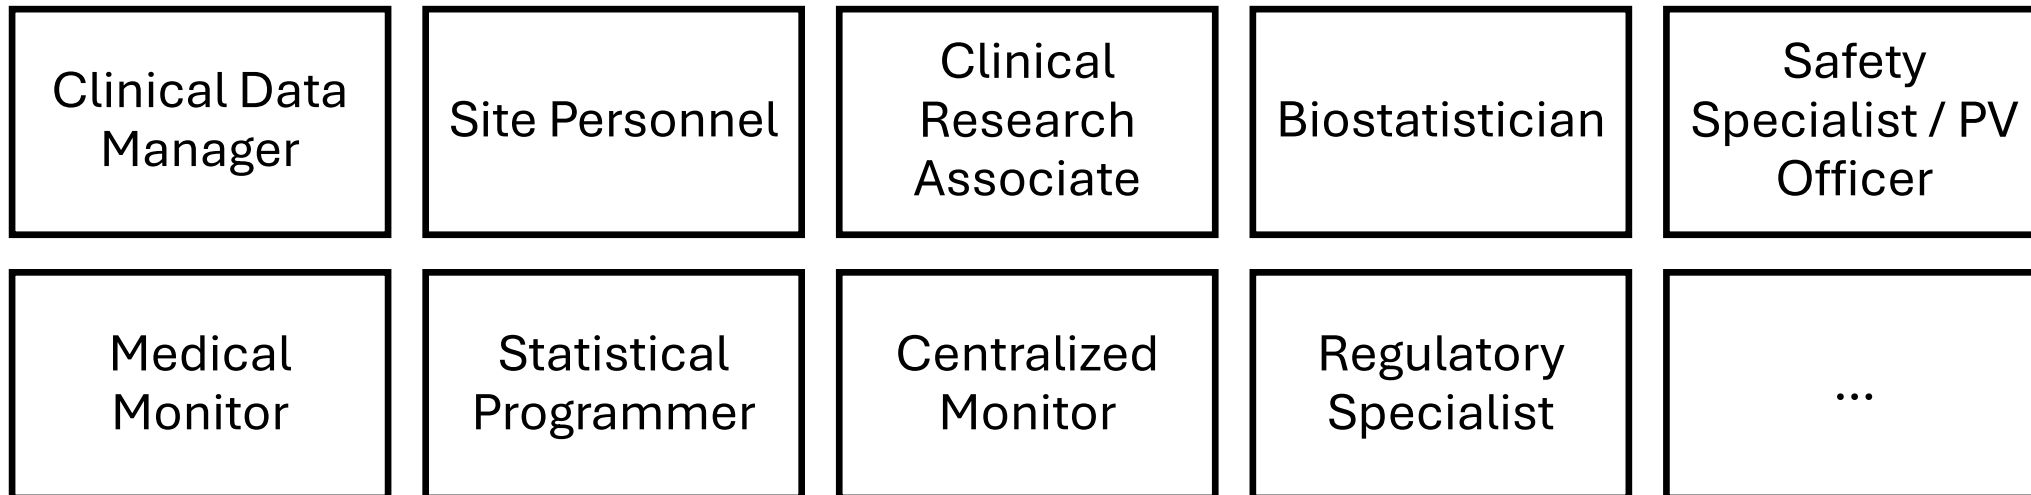 Clinical Data
Manager
Site Personnel
Clinical
Research
Associate
Biostatistician
Safety
Specialist / PV
Officer
Medical
Monitor
Statistical
Programmer
Centralized
Monitor
Regulatory
Specialist
...